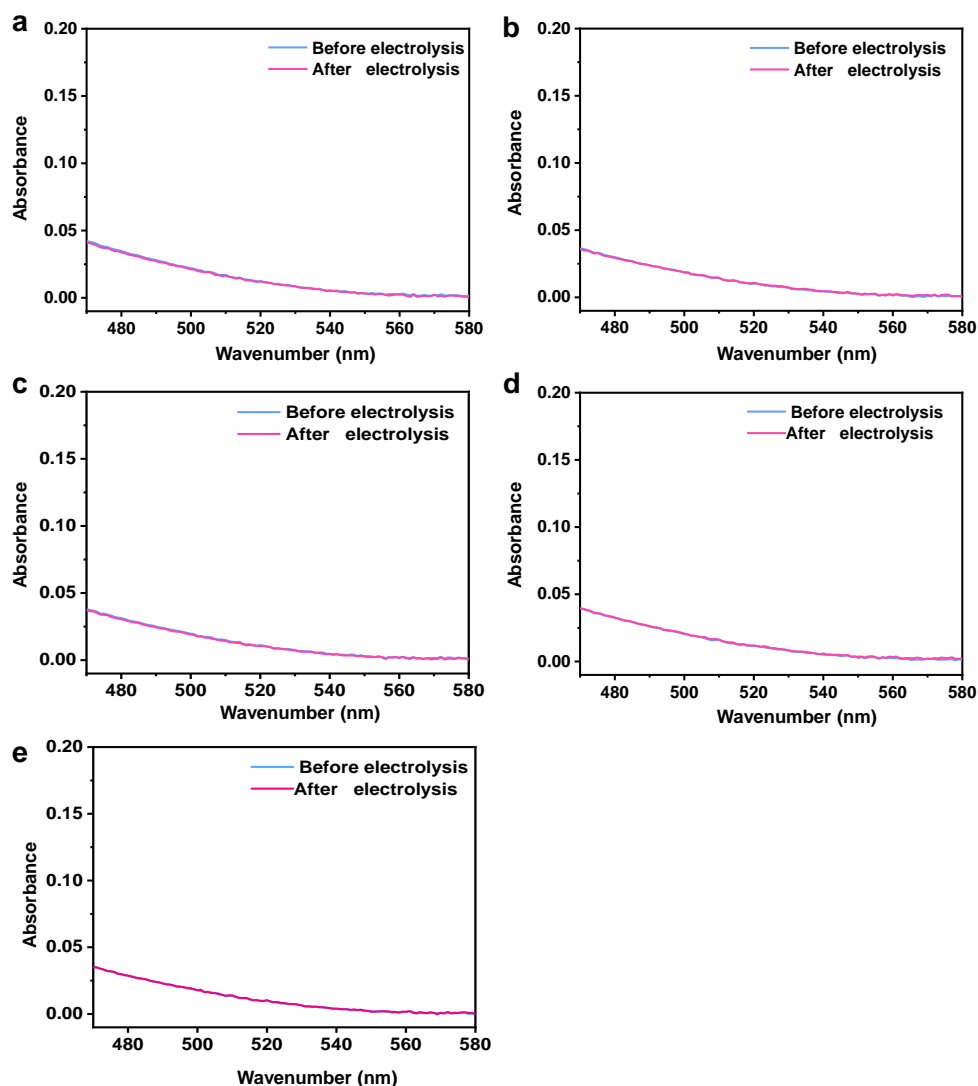 a
0.20
0.15
0.10
0.05
0.00
Absorbance
Before electrolysis
After electrolysis
480 500 520 540 560 580
Wavenumber (nm)
b
0.20
0.15
0.10
0.05
0.00
Absorbance
Before electrolysis
After electrolysis
480 500 520 540 560 580
Wavenumber (nm)
c
0.20
0.15
0.10
0.05
0.00
Absorbance
Before electrolysis
After electrolysis
480 500 520 540 560 580
Wavenumber (nm)
d
0.20
0.15
0.10
0.05
0.00
Absorbance
Before electrolysis
After electrolysis
480 500 520 540 560 580
Wavenumber (nm)
e
0.20
0.15
0.10
0.05
0.00
Absorbance
Before electrolysis
After electrolysis
480 500 520 540 560 580
Wavenumber (nm)